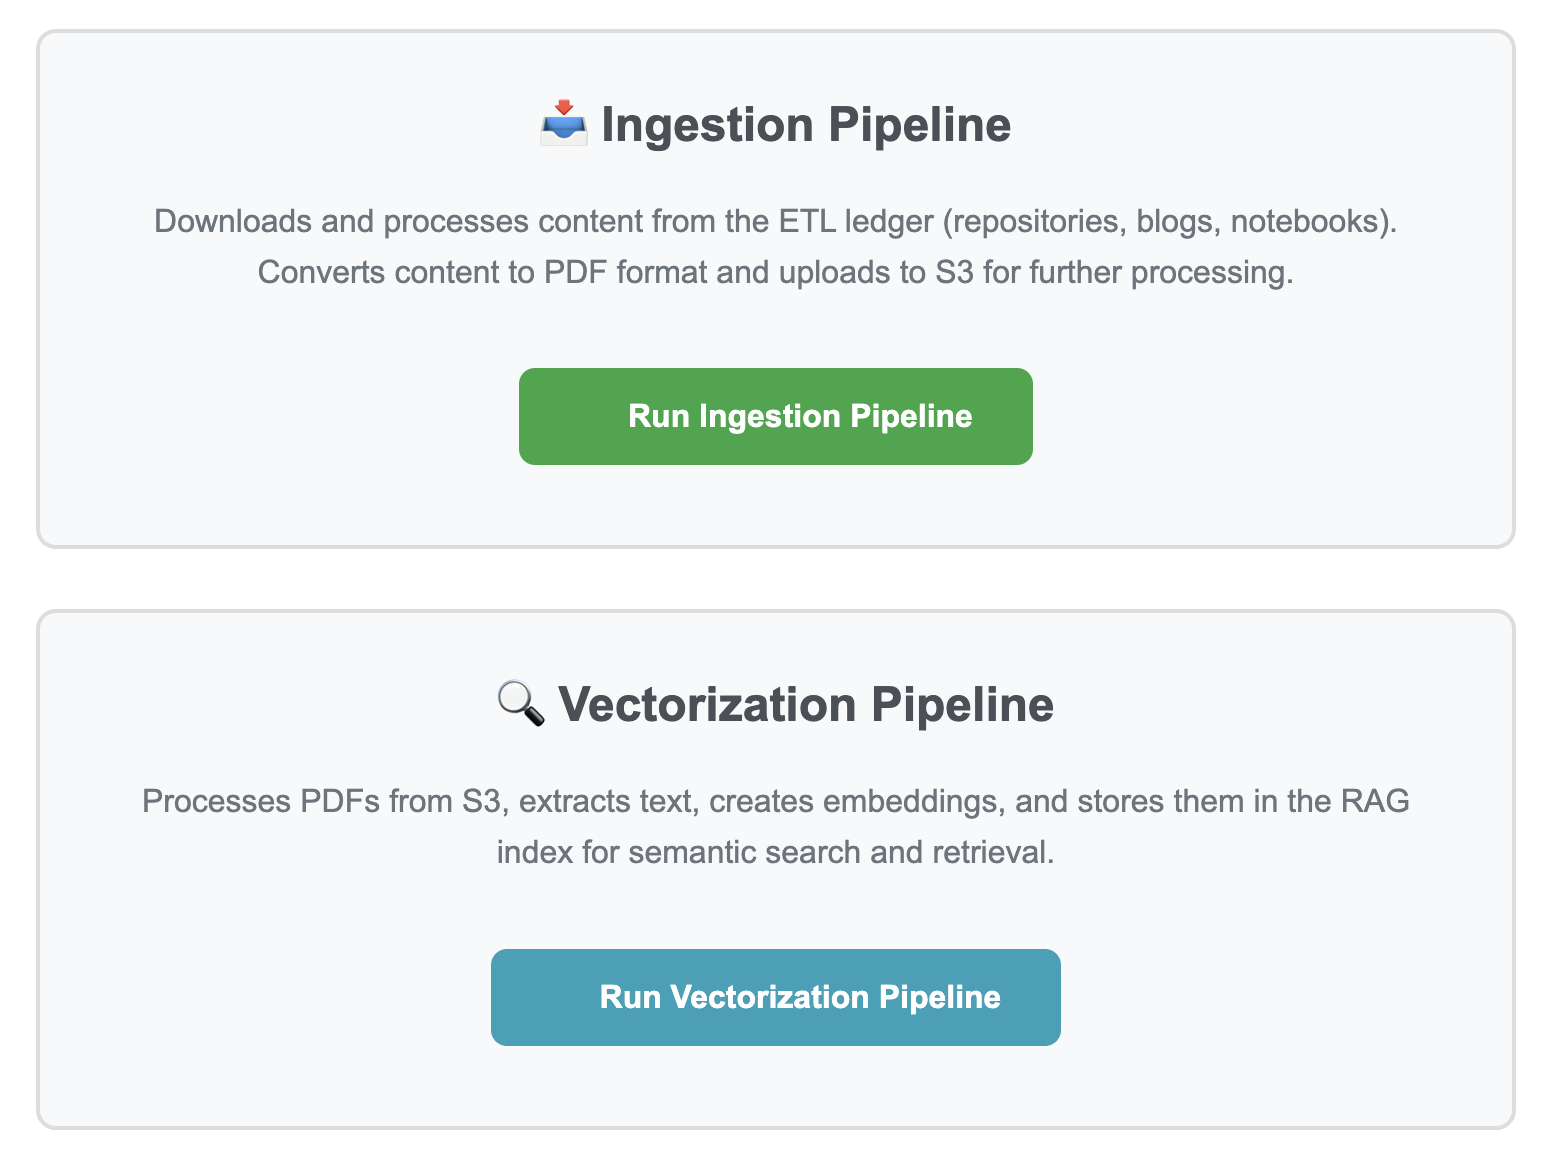 Ingestion Pipeline
Downloads and processes content from the ETL ledger (repositories, blogs, notebooks).
Converts content to PDF format and uploads to S3 for further processing.
Run Ingestion Pipeline
Vectorization Pipeline
Processes PDFs from S3, extracts text, creates embeddings, and stores them in the RAG
index for semantic search and retrieval.
Run Vectorization Pipeline